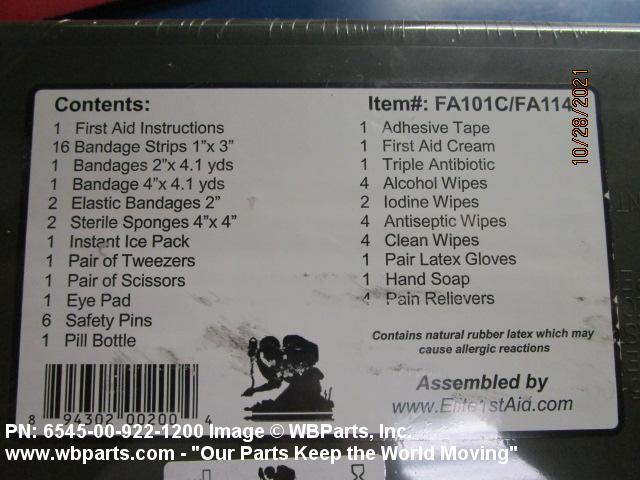 Contents:
1 First Aid Instructions
16 Bandage Strips 1"x 3"
1 Bandages 2"x 4.1 yds
1 Bandage 4"x 4.1 yds
2 Elastic Bandages 2"
2 Sterile Sponges 4"x 4"
1 Instant Ice Pack
1 Pair of Tweezers
1 Pair of Scissors
1 Eye Pad
6 Safety Pins
1 Pill Bottle
8 94302 00200 4
Item#: FA101C/FA114
1 Adhesive Tape
1 First Aid Cream
1 Triple Antibiotic
4 Alcohol Wipes
2 Iodine Wipes
4 Antiseptic Wipes
4 Clean Wipes
1 Pair Latex Gloves
1 Hand Soap
4 Pain Relievers
Contains natural rubber latex which may
cause allergic reactions
Assembled by
www.Elite1stAid.com
10/28/2021
PN: 6545-00-922-1200 Image © WBParts, Inc.
www.wbparts.com - "Our Parts Keep the World Moving"